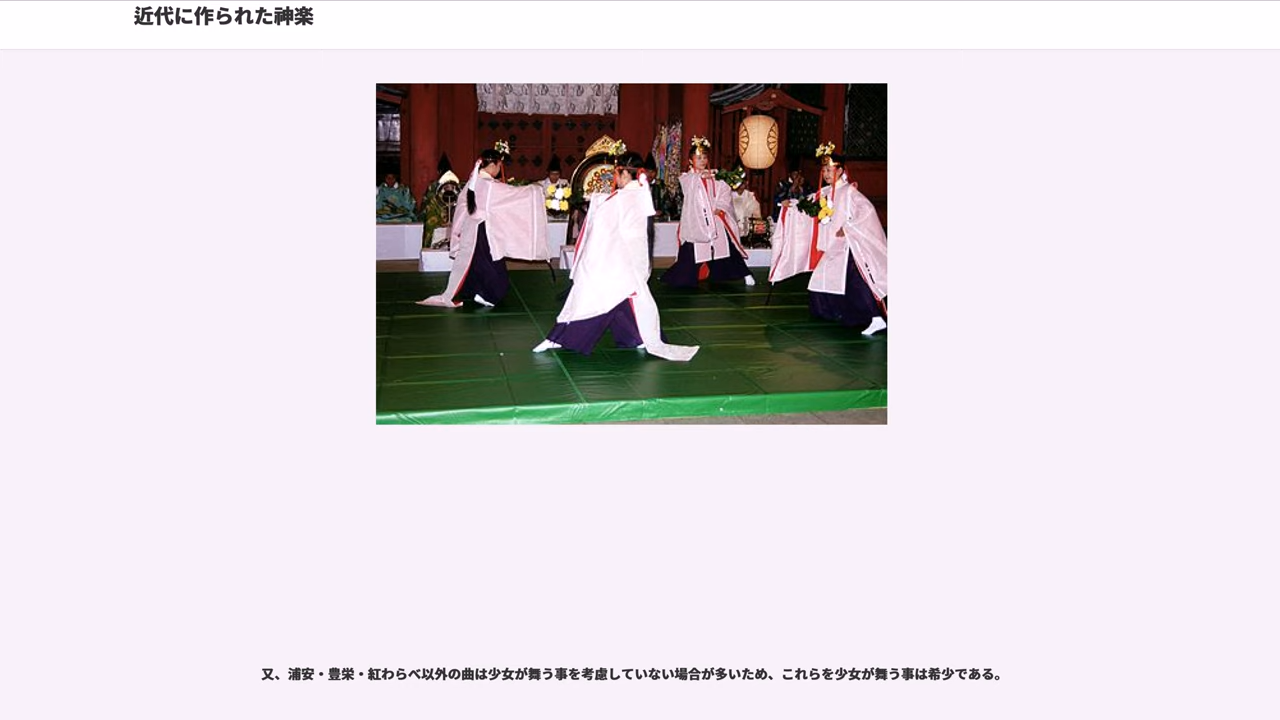 近代に作られた神楽
又、浦安・豊栄・紅わらべ以外の曲は少女が舞う事を考慮していない場合が多いため、これらを少女が舞う事は希少である。